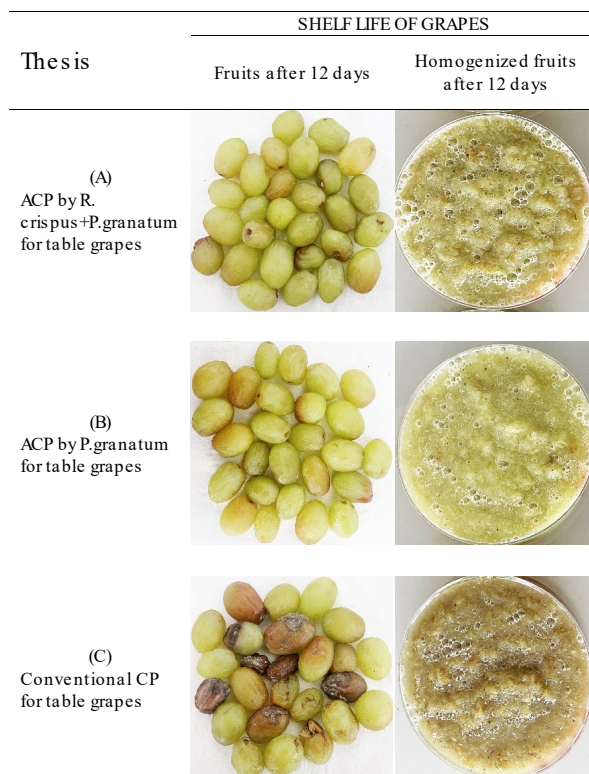 SHELF LIFE OF GRAPES
Thesis
Fruits after 12 days
Homogenized fruits
after 12 days
(A)
ACP by R.
crispus+P.granatum
for table grapes
(B)
ACP by P.granatum
for table grapes
(C)
Conventional CP
for table grapes